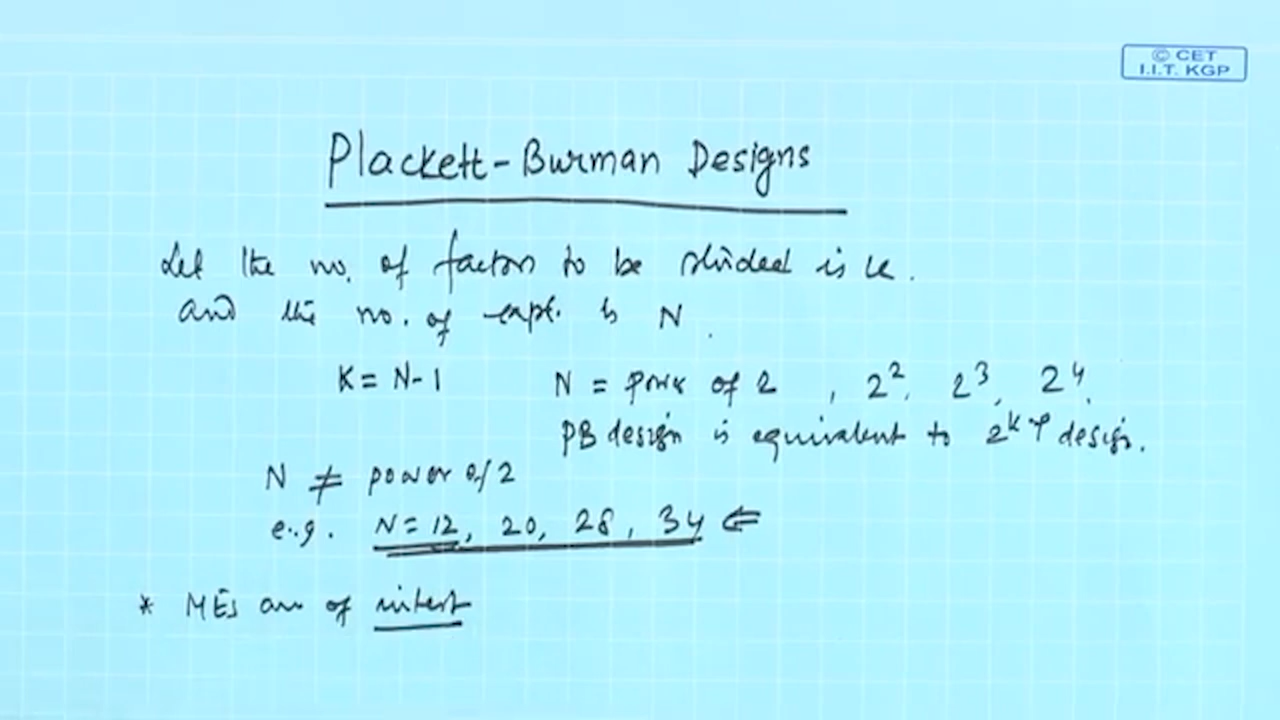 © CET
I.I.T. KGP
Plackett-Burman Designs
Let the no. of factors to be studied is k.
and the no. of expt. is N.
K = N-1
N = power of 2, 2², 2³, 2⁴.
PB design is equivalent to 2ᵏ⁻ᵖ design.
N ≠ power of 2
e.g. N = 12, 20, 28, 34 ⇐
* MEs are of interest